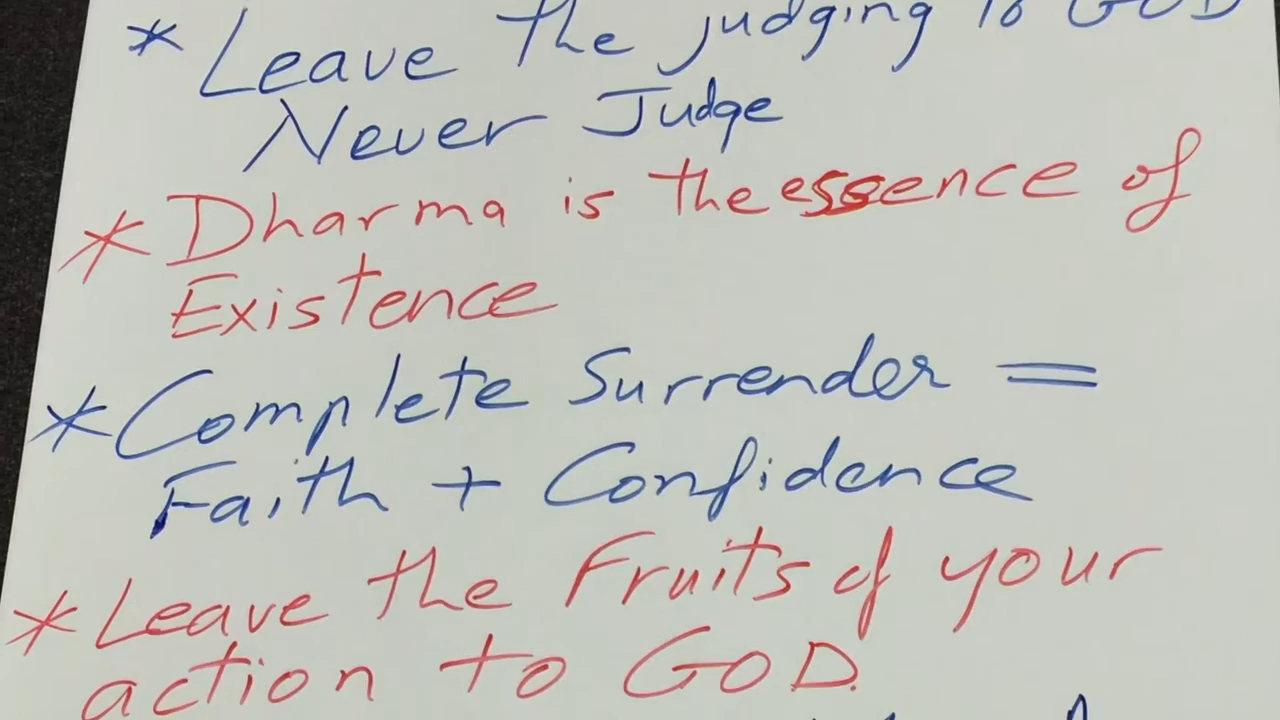 * Leave the judging to GOD
Never Judge
* Dharma is the essence of
Existence
* Complete Surrender =
Faith + Confidence
* Leave the Fruits of your
action to GOD.